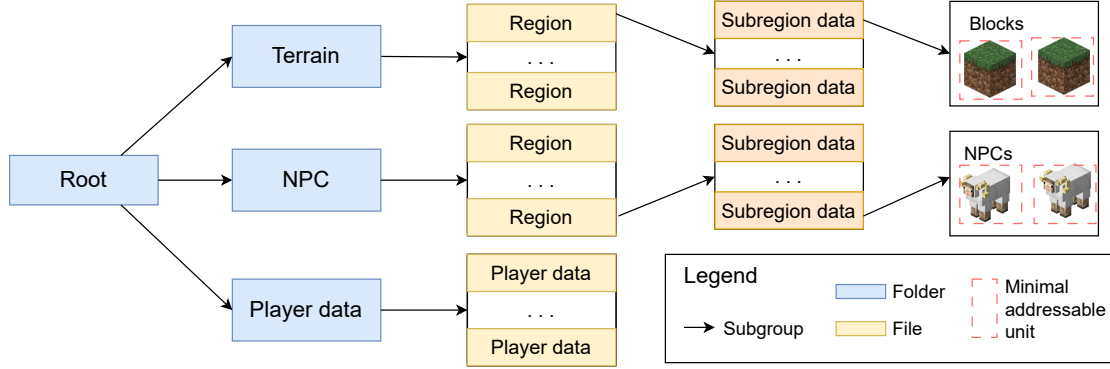 Root
Terrain
NPC
Player data
Region
. . .
Region
Region
. . .
Region
Player data
. . .
Player data
Subregion data
. . .
Subregion data
Subregion data
. . .
Subregion data
Blocks
NPCs
Legend
Subgroup
Folder
File
Minimal
addressable
unit